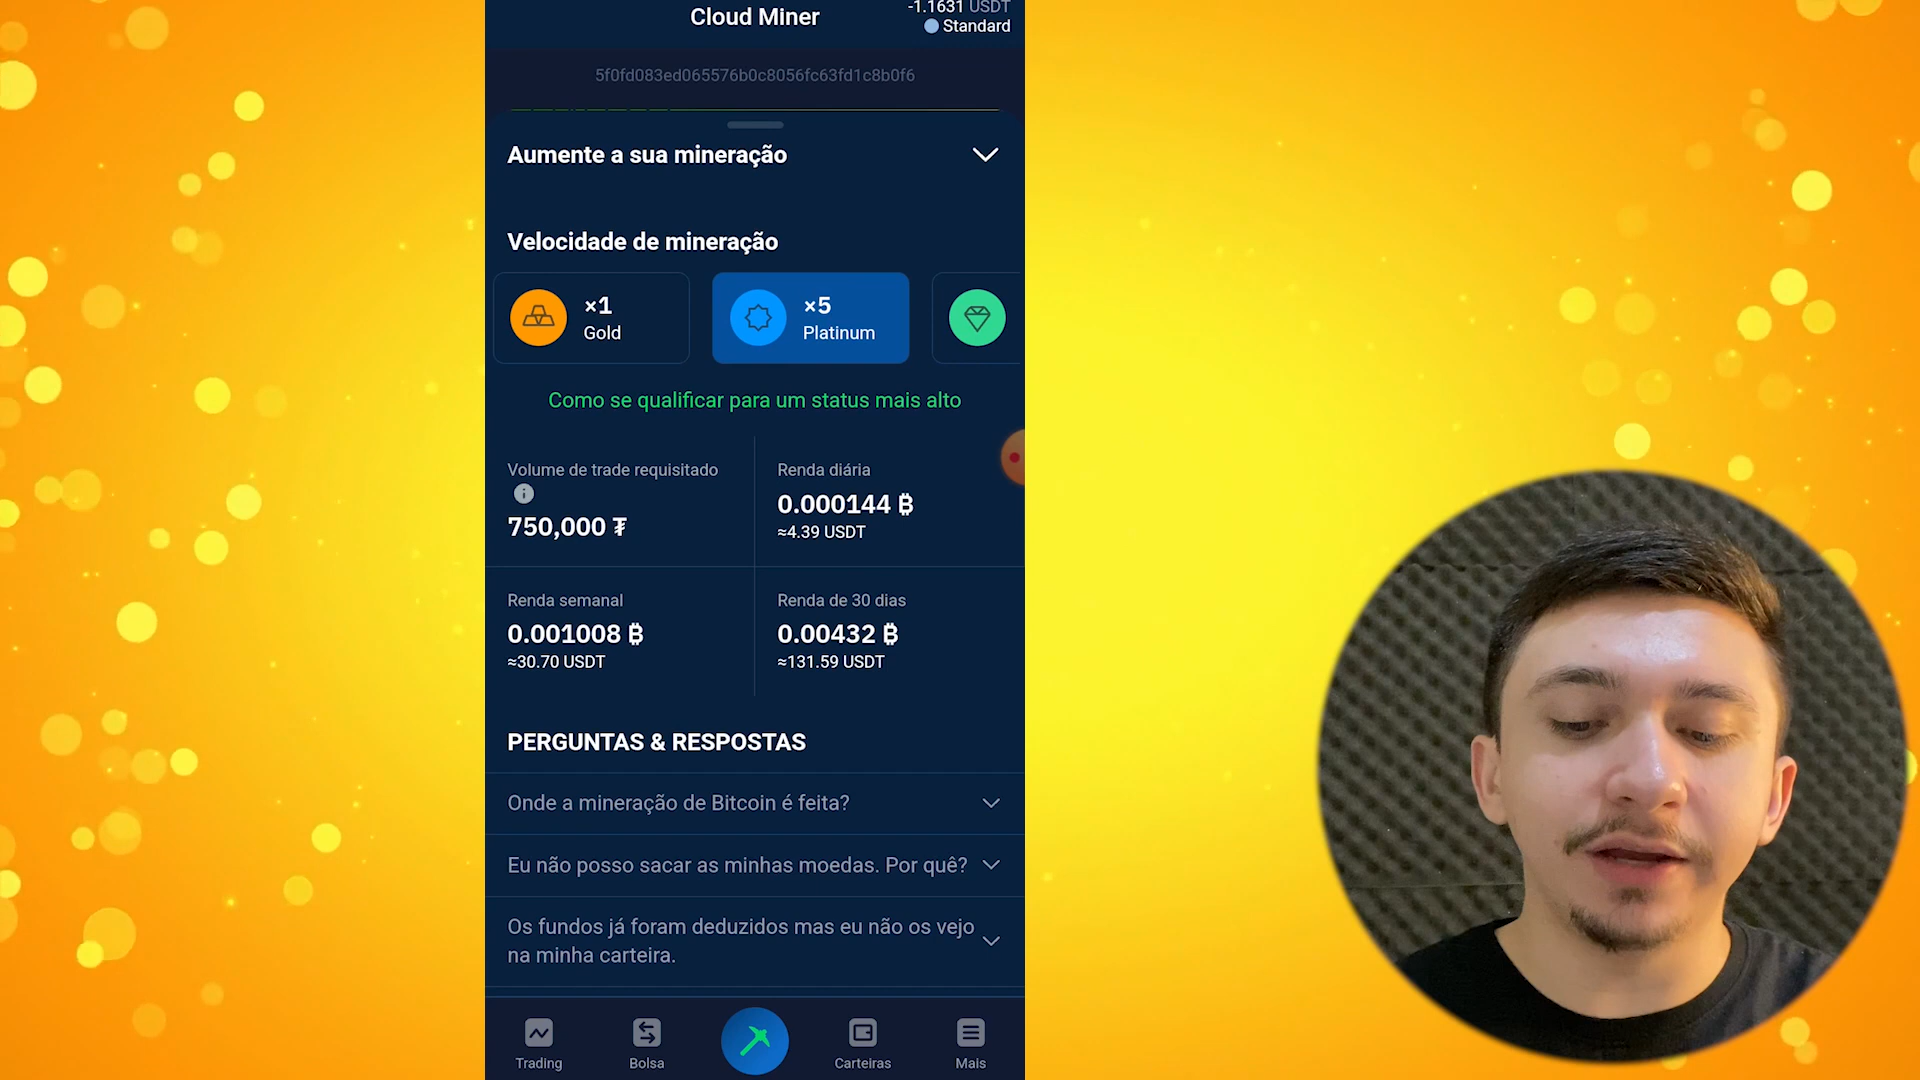 Cloud Miner
-1.1631 USDT
Standard
5f0fd083ed065576b0c8056fc63fd1c8b0f6
Aumente a sua mineração
Velocidade de mineração
×1
Gold
×5
Platinum
Como se qualificar para um status mais alto
Volume de trade requisitado
750,000 ₮
Renda diária
0.000144 ₿
≈4.39 USDT
Renda semanal
0.001008 ₿
≈30.70 USDT
Renda de 30 dias
0.00432 ₿
≈131.59 USDT
PERGUNTAS & RESPOSTAS
Onde a mineração de Bitcoin é feita?
Eu não posso sacar as minhas moedas. Por quê?
Os fundos já foram deduzidos mas eu não os vejo
na minha carteira.
Trading
Bolsa
Carteiras
Mais